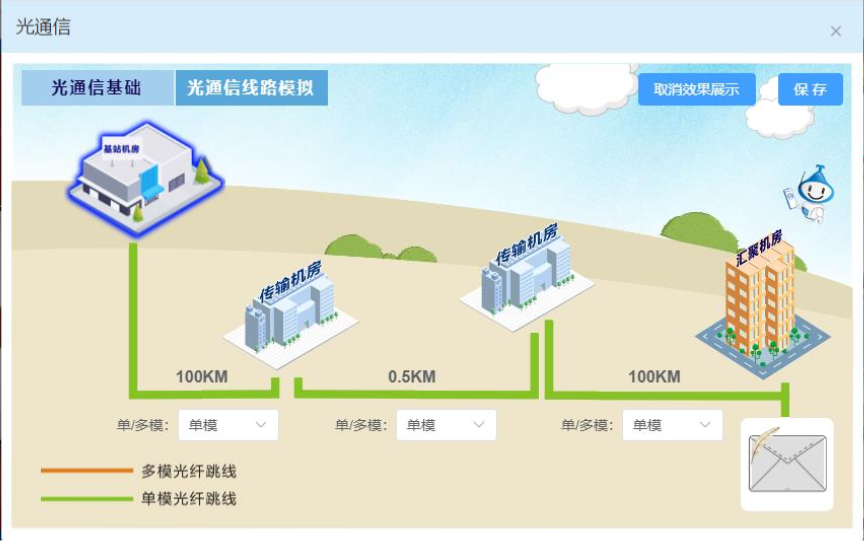 光通信
光通信基础
光通信线路模拟
取消效果展示
保存
基站机房
传输机房
传输机房
汇聚机房
100KM
0.5KM
100KM
单/多模：
单模
单/多模：
单模
单/多模：
单模
多模光纤跳线
单模光纤跳线